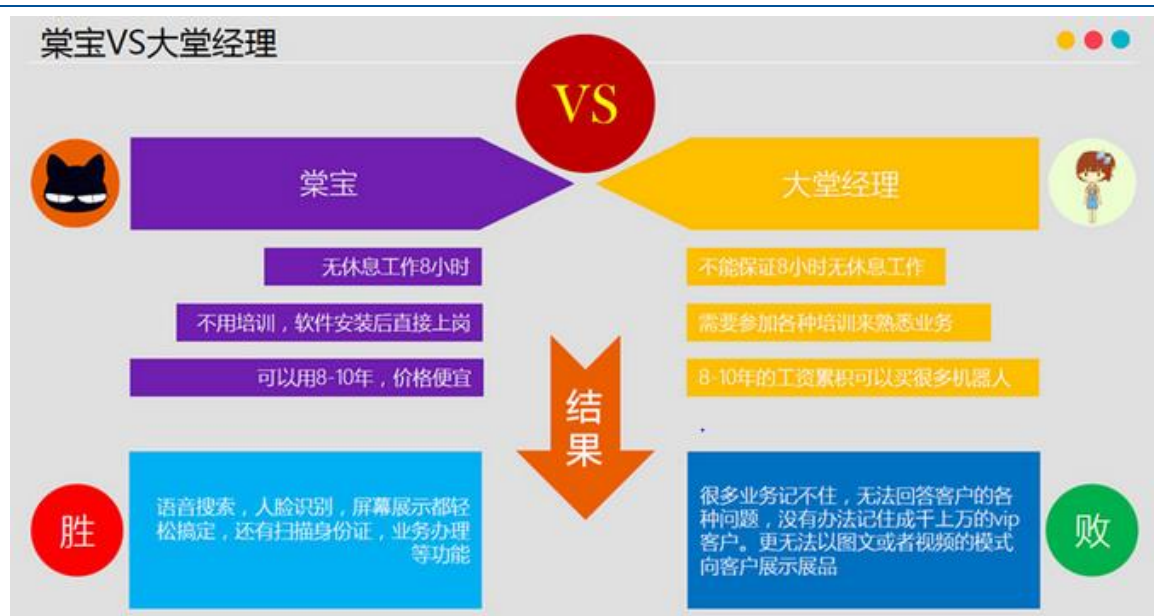 棠宝VS大堂经理
VS
棠宝
大堂经理
无休息工作8小时
不能保证8小时无休息工作
不用培训，软件安装后直接上岗
需要参加各种培训来熟悉业务
可以用8-10年，价格便宜
8-10年的工资累积可以买很多机器人
结
果
胜
语音搜索，人脸识别，屏幕展示都轻
松搞定，还有扫描身份证，业务办理
等功能
很多业务记不住，无法回答客户的各
种问题，没有办法记住成千上万的vip
客户。更无法以图文或者视频的模式
向客户展示展品
败